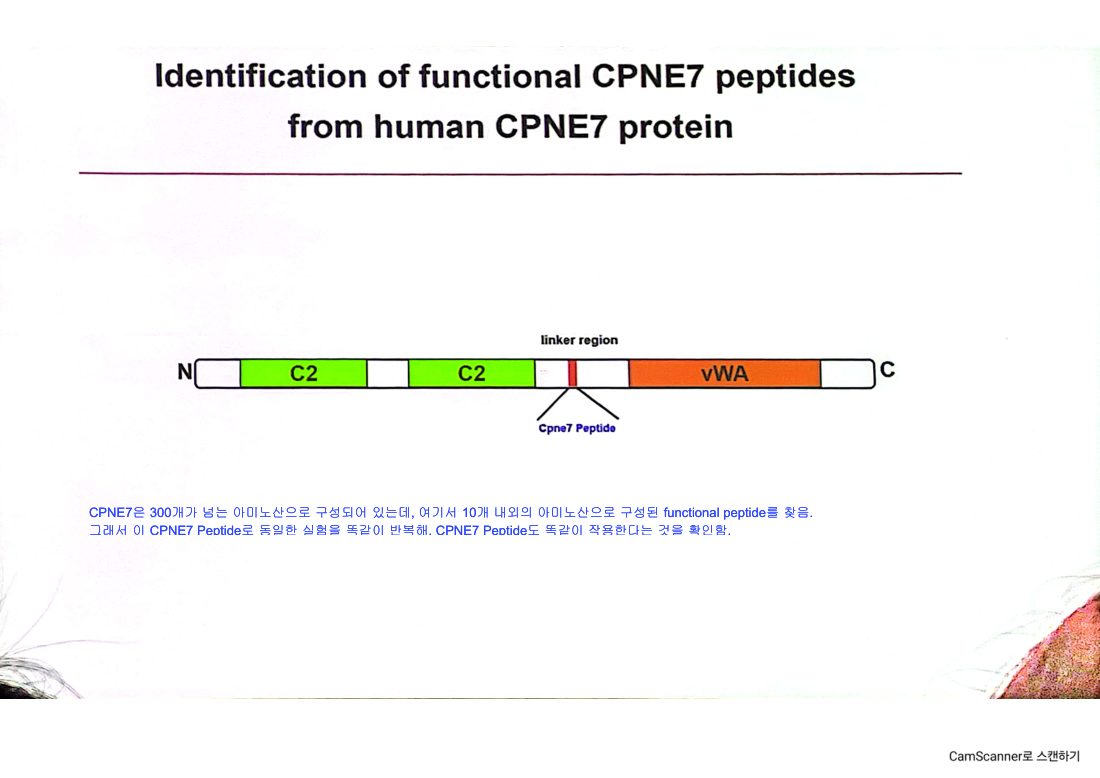 Identification of functional CPNE7 peptides
from human CPNE7 protein
linker region
N C2 C2 vWA C
Cpne7 Peptide
CPNE7은 300개가 넘는 아미노산으로 구성되어 있는데, 여기서 10개 내외의 아미노산으로 구성된 functional peptide를 찾음.
그래서 이 CPNE7 Peptide로 동일한 실험을 똑같이 반복해. CPNE7 Peptide도 똑같이 작용한다는 것을 확인함.
CamScanner로 스캔하기